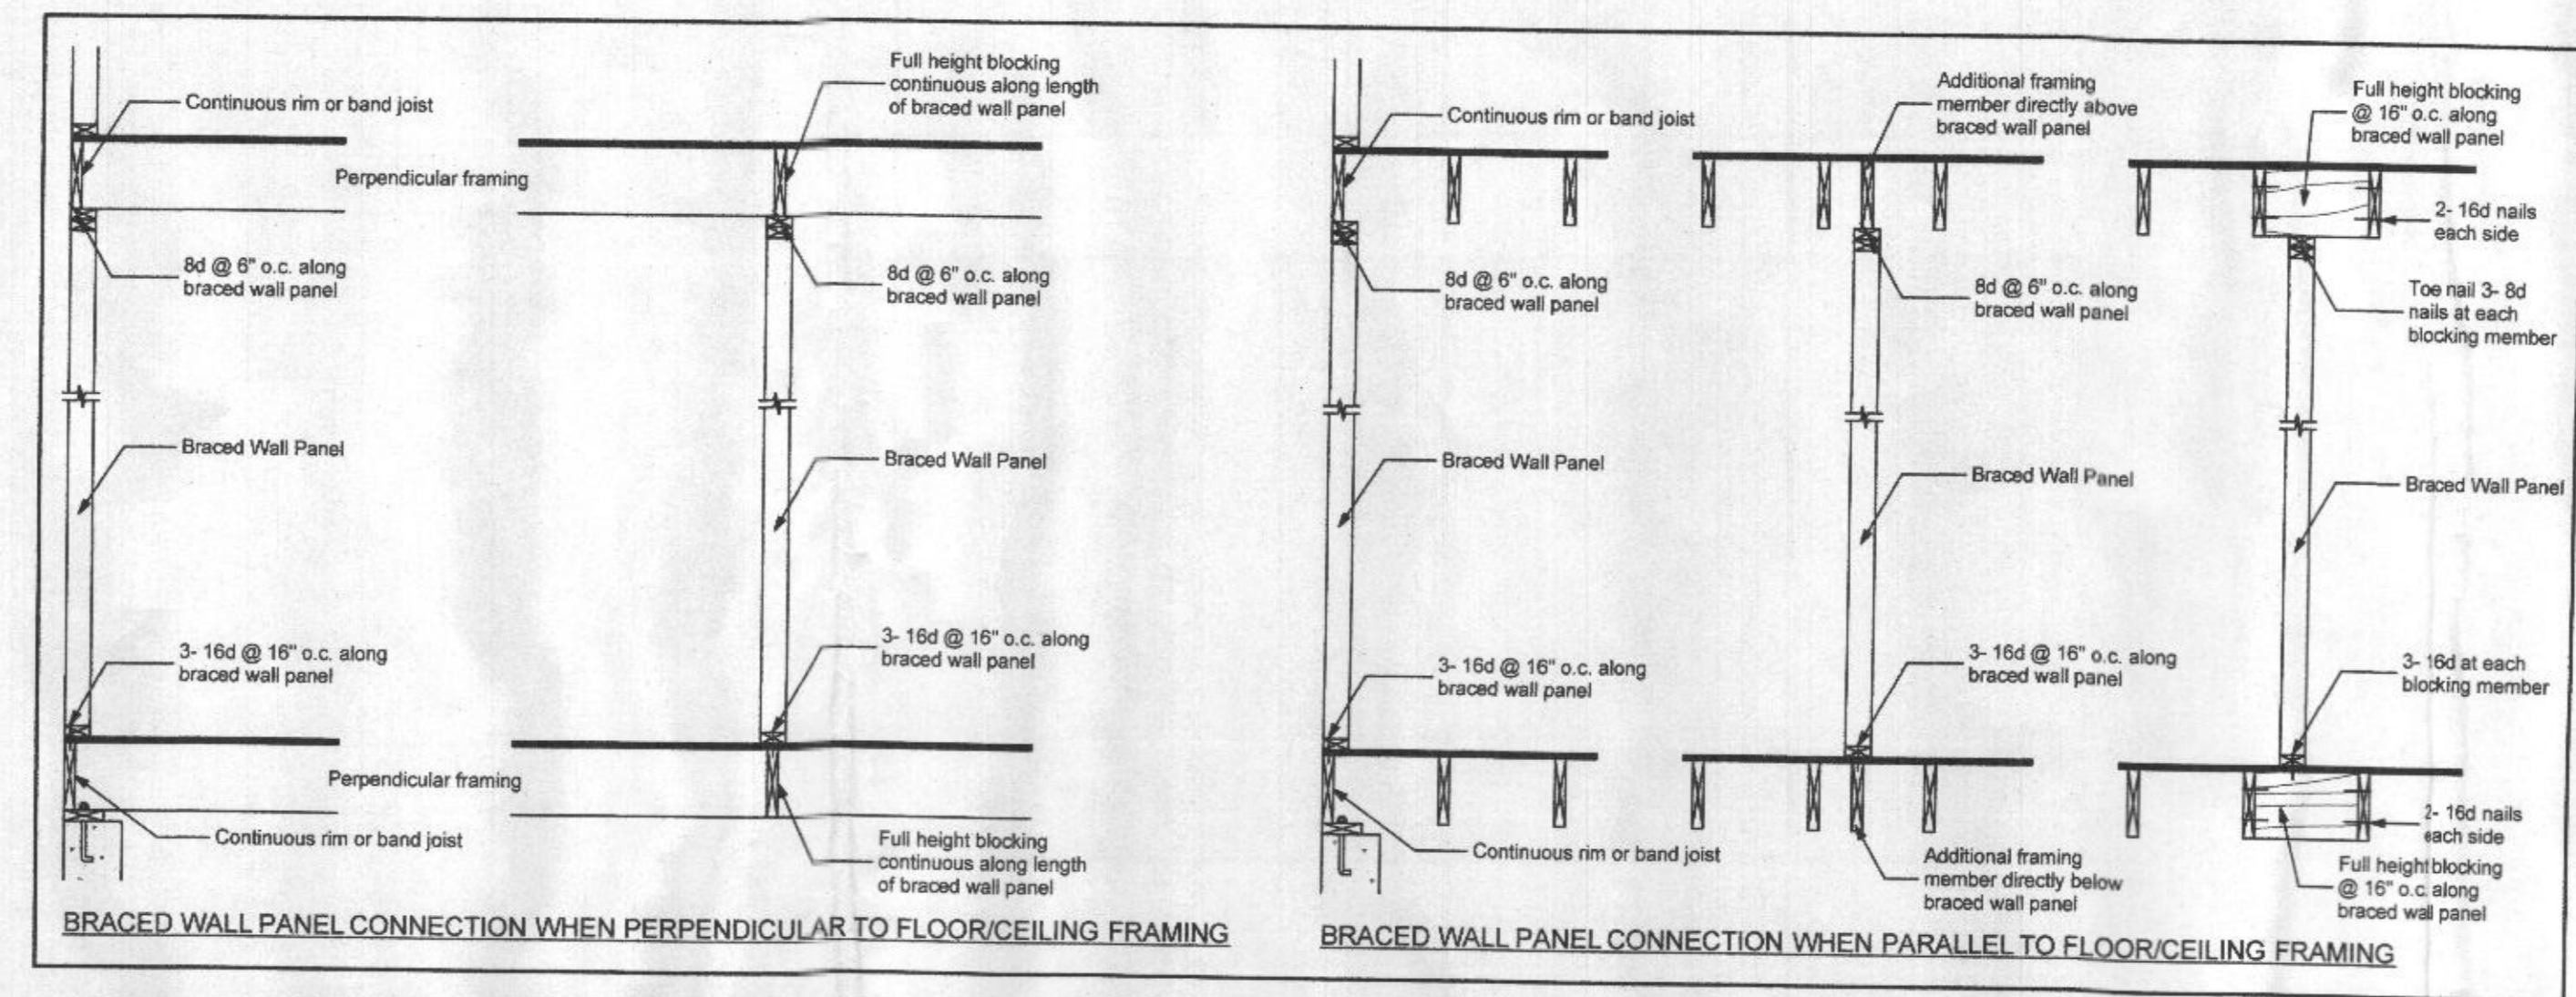 Continuous rim or band joist
Perpendicular framing
8d @ 6" o.c. along
braced wall panel
Braced Wall Panel
3- 16d @ 16" o.c. along
braced wall panel
Perpendicular framing
Continuous rim or band joist
Full height blocking
continuous along length
of braced wall panel
8d @ 6" o.c. along
braced wall panel
Braced Wall Panel
3- 16d @ 16" o.c. along
braced wall panel
Full height blocking
continuous along length
of braced wall panel
BRACED WALL PANEL CONNECTION WHEN PERPENDICULAR TO FLOOR/CEILING FRAMING
Continuous rim or band joist
8d @ 6" o.c. along
braced wall panel
Braced Wall Panel
3- 16d @ 16" o.c. along
braced wall panel
Continuous rim or band joist
Additional framing
member directly above
braced wall panel
8d @ 6" o.c. along
braced wall panel
Braced Wall Panel
3- 16d @ 16" o.c. along
braced wall panel
Additional framing
member directly below
braced wall panel
Full height blocking
@ 16" o.c. along
braced wall panel
2- 16d nails
each side
Toe nail 3- 8d
nails at each
blocking member
Braced Wall Panel
3- 16d at each
blocking member
2- 16d nails
each side
Full height blocking
@ 16" o.c. along
braced wall panel
BRACED WALL PANEL CONNECTION WHEN PARALLEL TO FLOOR/CEILING FRAMING